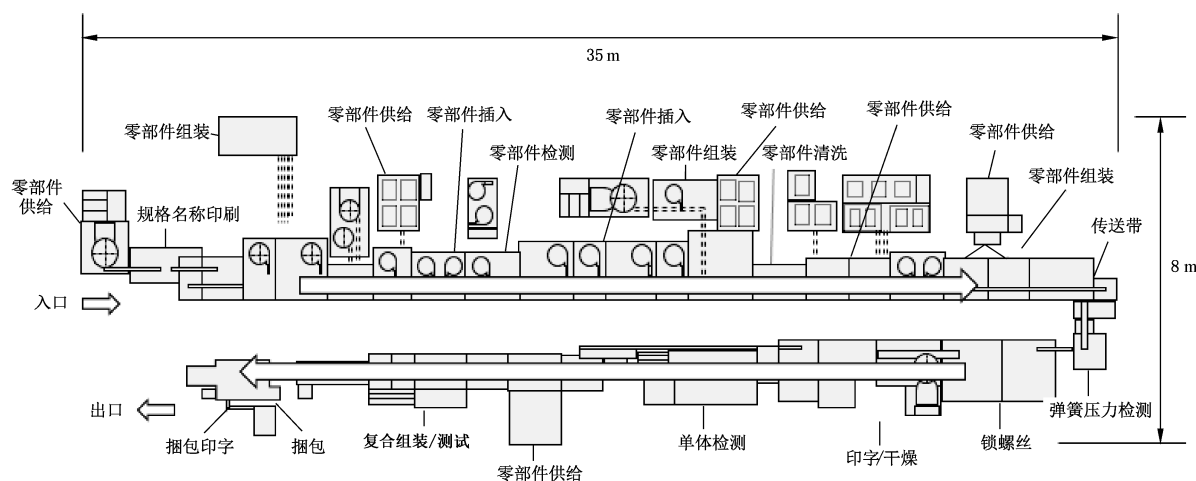 35 m
零部件组装
零部件供给
零部件插入
零部件检测
零部件插入
零部件组装
零部件供给
零部件清洗
零部件供给
零部件供给
零部件组装
传送带
零部件
供给
规格名称印刷
入口
8 m
出口
捆包印字
捆包
复合组装/测试
零部件供给
单体检测
印字/干燥
锁螺丝
弹簧压力检测